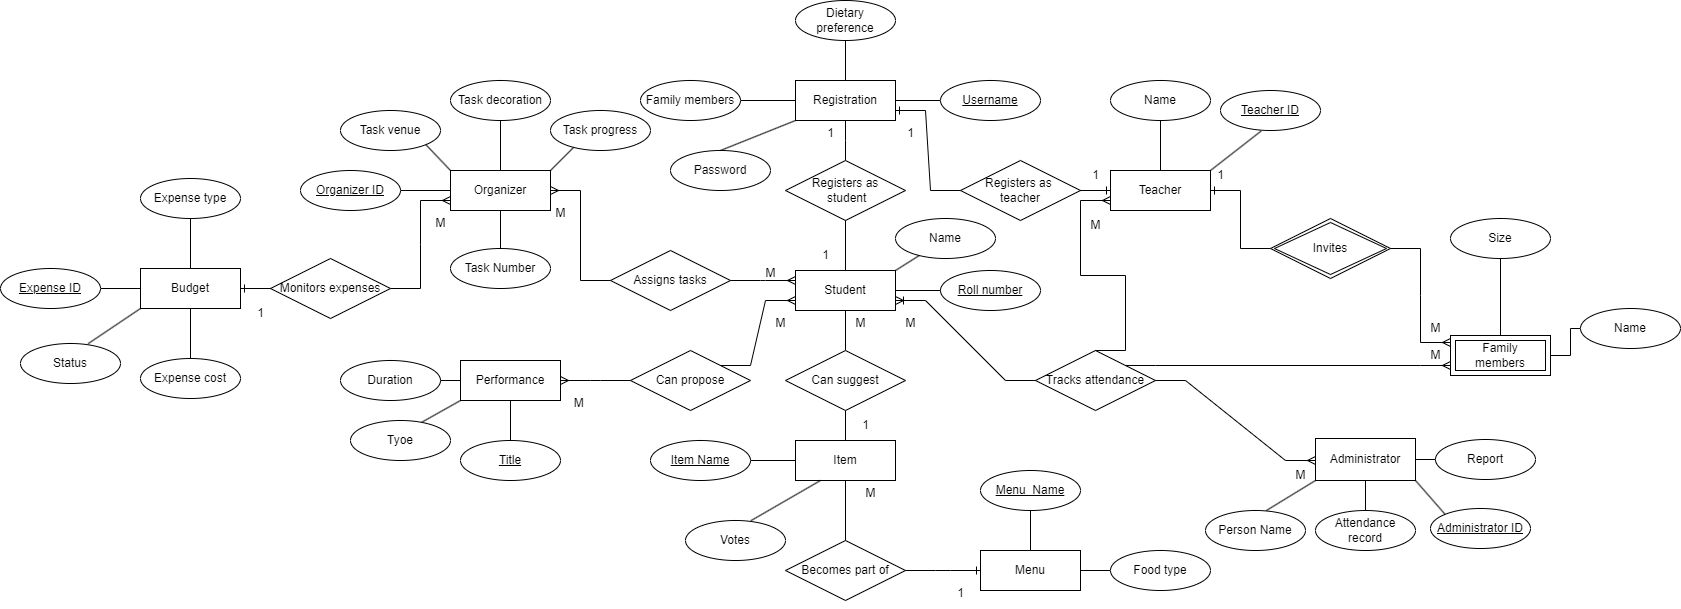 Dietary
preference
Family members
Registration
Username
Password
1
1
Name
Teacher ID
Registers as
student
Registers as
teacher
1
Teacher
1
M
Task decoration
Task venue
Task progress
Organizer ID
Organizer
M
M
Task Number
Expense type
Expense ID
Budget
1
Monitors expenses
Status
Expense cost
Assigns tasks
M
1
Name
Student
Roll number
M
M
M
Invites
Size
M
M
Family
members
Name
Duration
Performance
M
Can propose
Can suggest
Tracks attendance
Tyoe
Title
1
Item Name
Item
M
Votes
Menu_Name
Becomes part of
1
Menu
Food type
M
Administrator
Report
Person Name
Attendance
record
Administrator ID